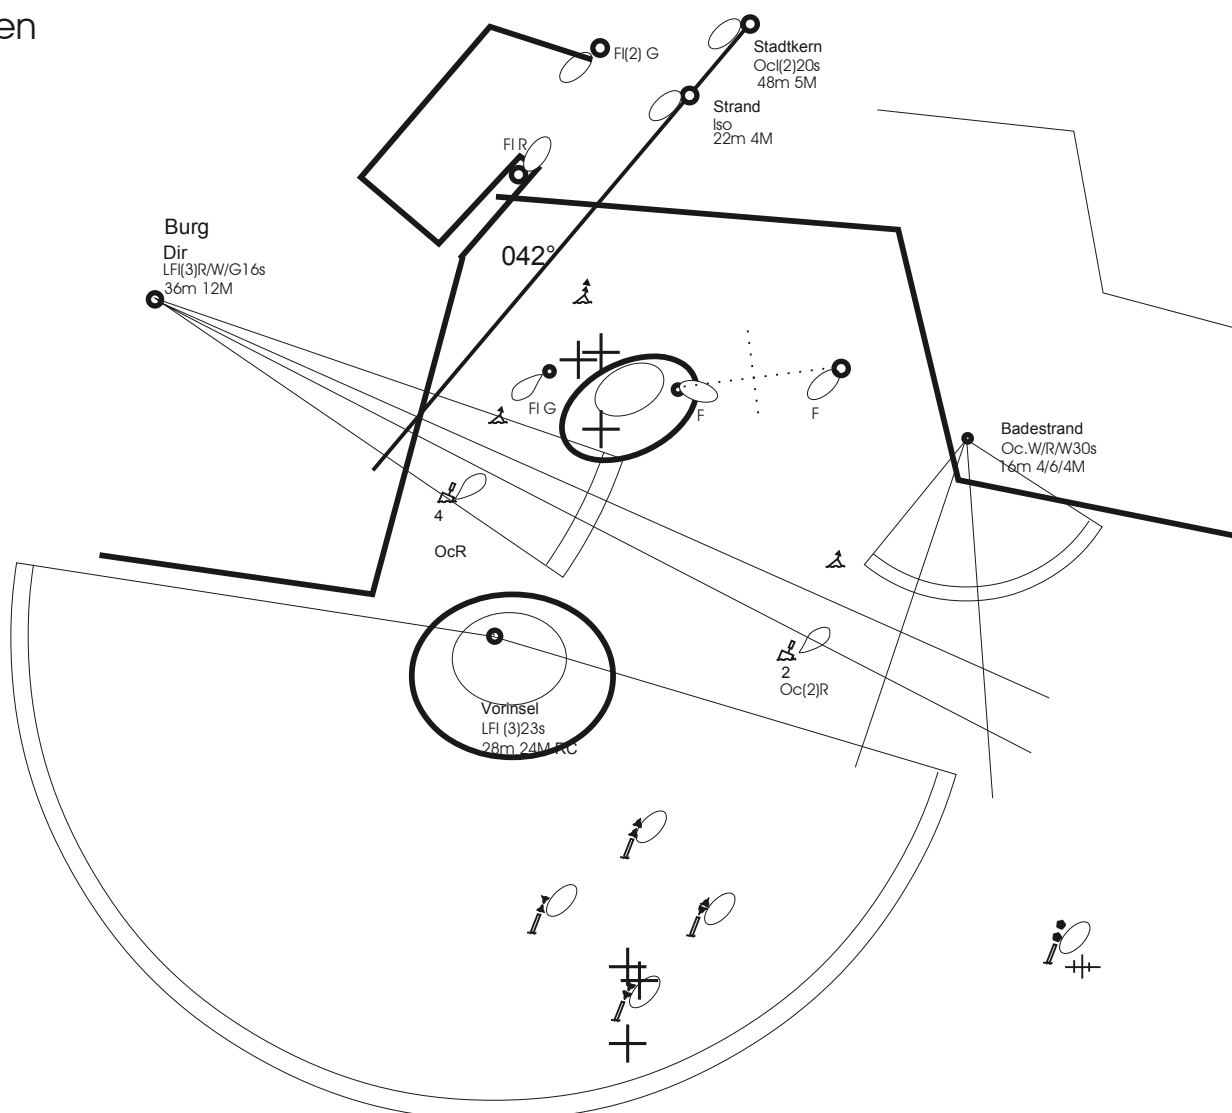 en
Fl(2) G
Stadtkern
Ocl(2)20s
48m 5M
Strand
Iso
22m 4M
Fl R
Burg
Dir
LFl(3)R/W/G16s
36m 12M
042°
Fl G
F
F
Badestrand
Oc.W/R/W30s
16m 4/6/4M
4
OcR
2
Oc(2)R
Vorinsel
LFl (3)23s
28m 24M RC